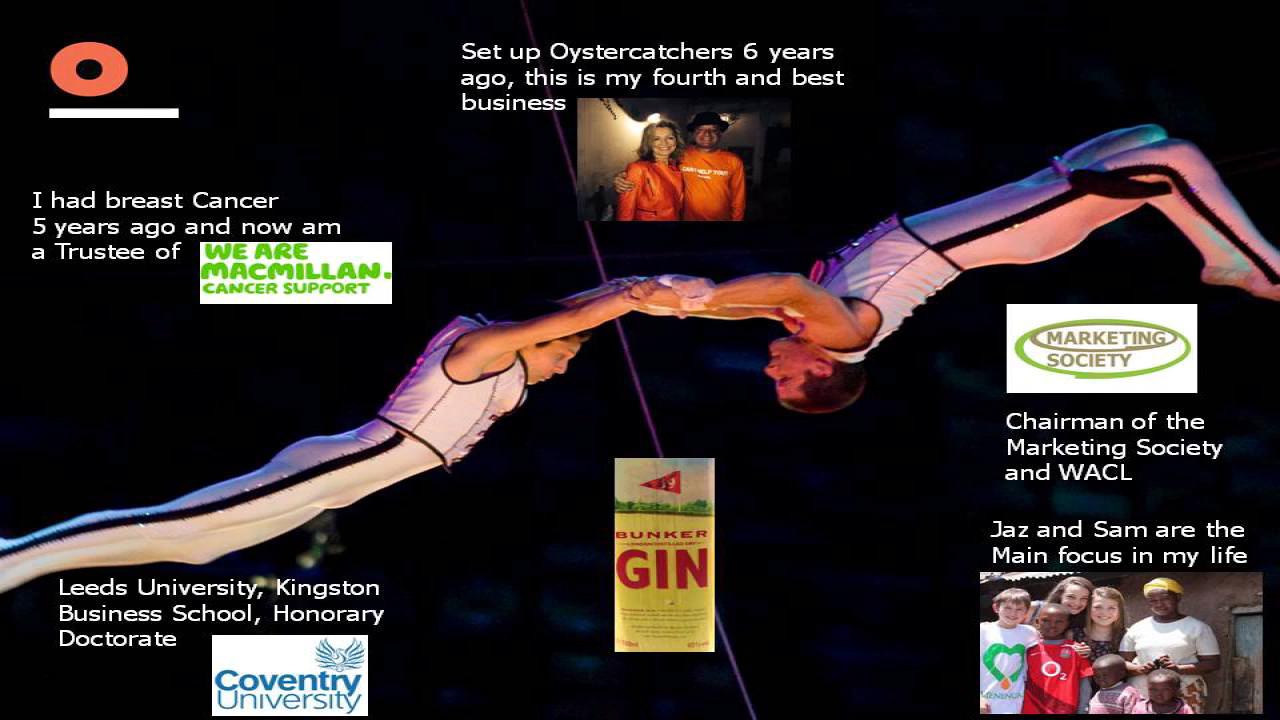 O
Set up Oystercatchers 6 years
ago, this is my fourth and best
business
I had breast Cancer
5 years ago and now am
a Trustee of
WE ARE
MACMILLAN.
CANCER SUPPORT
MARKETING
SOCIETY
Chairman of the
Marketing Society
and WACL
BUNKER
GIN
Jaz and Sam are the
Main focus in my life
O2
Leeds University, Kingston
Business School, Honorary
Doctorate
Coventry
University